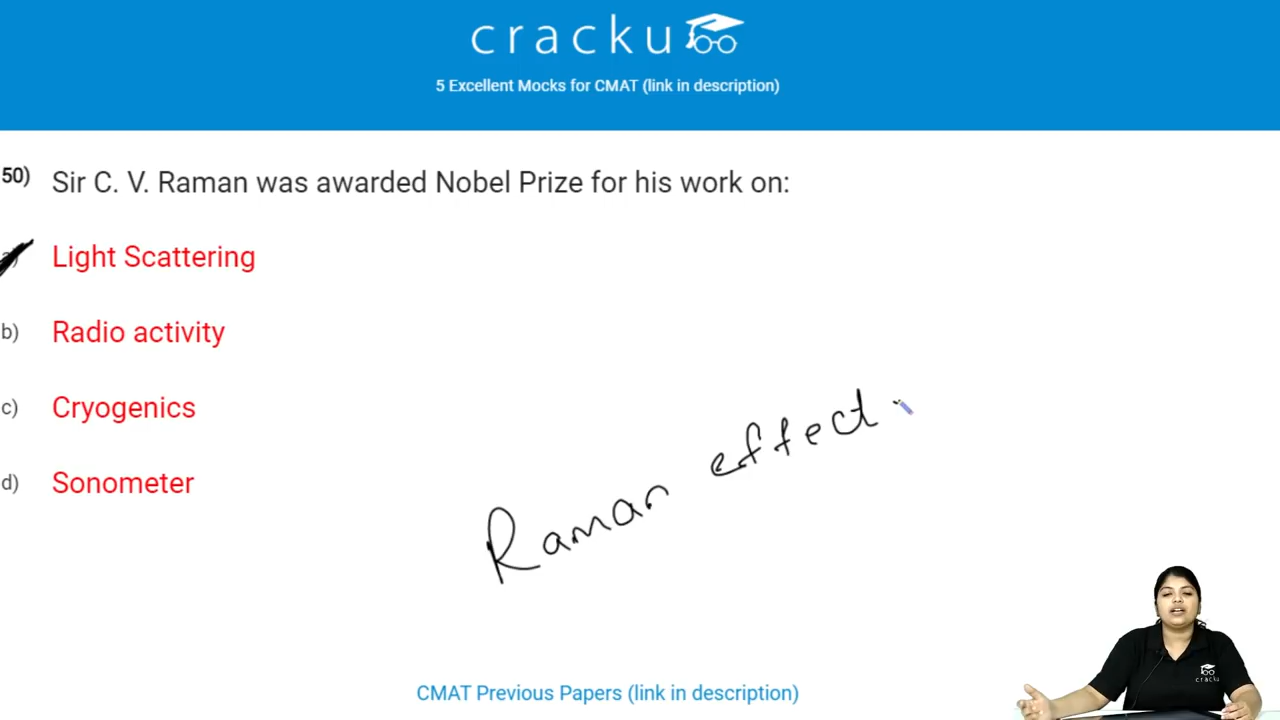 cracku
5 Excellent Mocks for CMAT (link in description)
50) Sir C. V. Raman was awarded Nobel Prize for his work on:
a) Light Scattering
b) Radio activity
c) Cryogenics
d) Sonometer
Raman effect
cracku
CMAT Previous Papers (link in description)